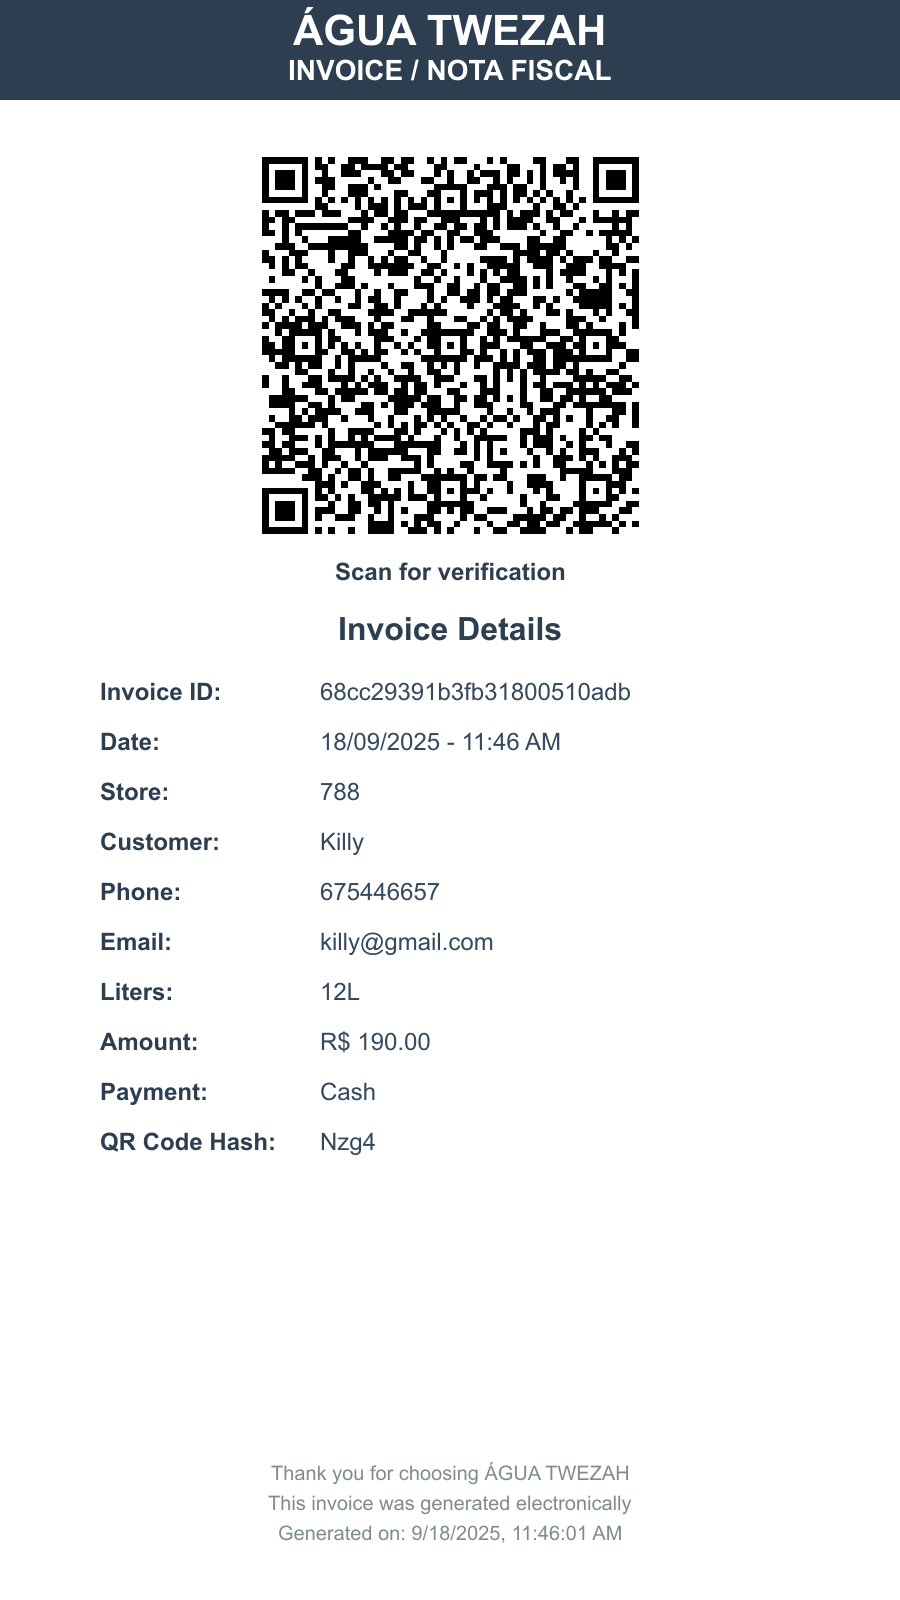 ÁGUA TWEZAH
INVOICE / NOTA FISCAL
Scan for verification
Invoice Details
Invoice ID: 68cc29391b3fb31800510adb
Date: 18/09/2025 - 11:46 AM
Store: 788
Customer: Killy
Phone: 675446657
Email: killy@gmail.com
Liters: 12L
Amount: R$ 190.00
Payment: Cash
QR Code Hash: Nzg4
Thank you for choosing ÁGUA TWEZAH
This invoice was generated electronically
Generated on: 9/18/2025, 11:46:01 AM